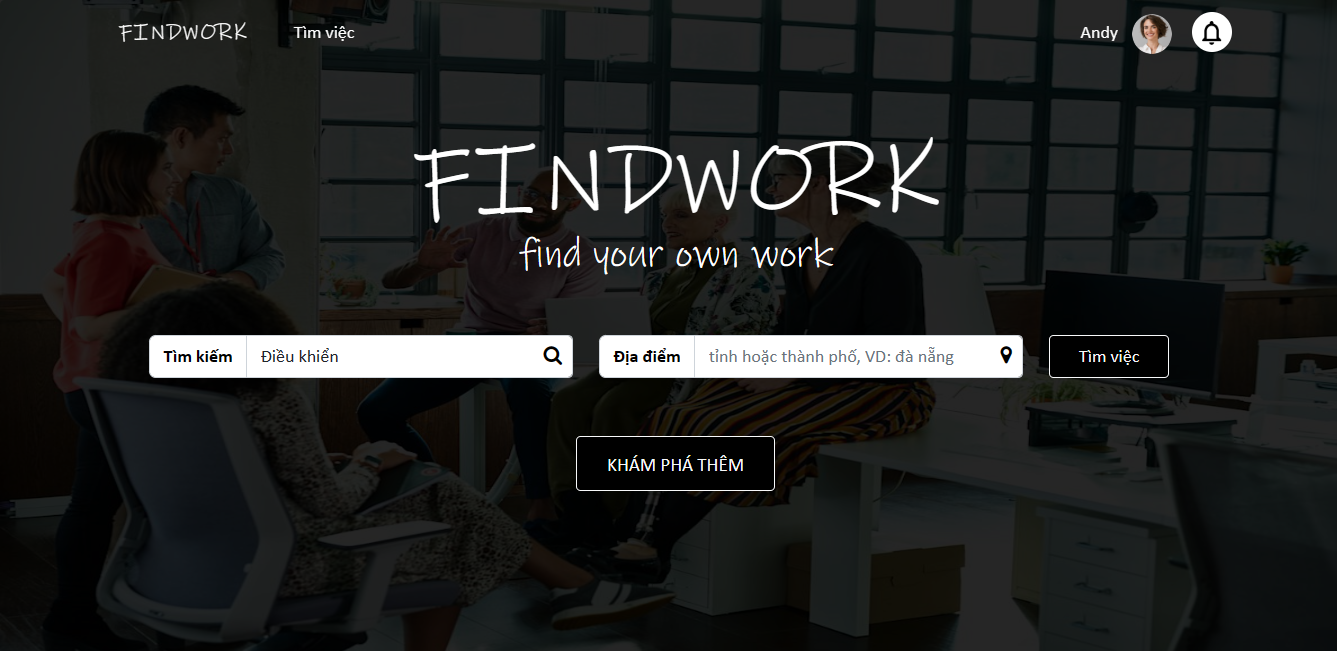 FINDWORK Tìm việc Andy
FINDWORK
find your own work
Tìm kiếm Điều khiển Địa điểm tỉnh hoặc thành phố, VD: đà nẵng Tìm việc
KHÁM PHÁ THÊM